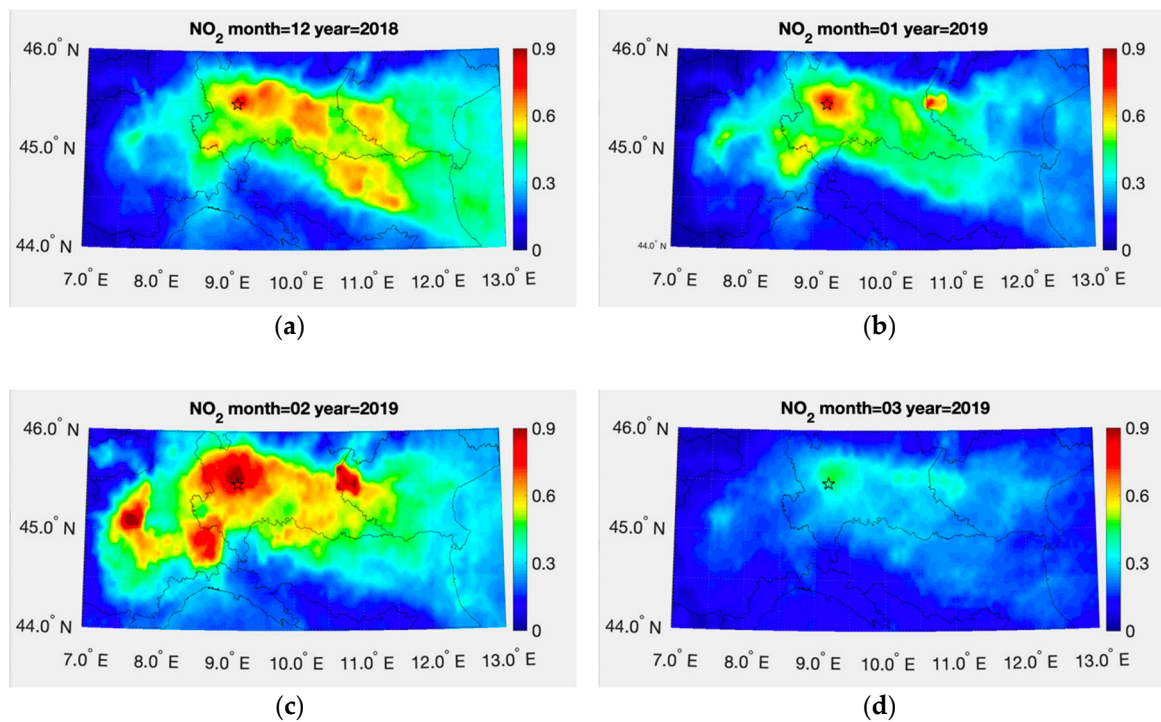 NO2 month=12 year=2018
46.0° N
45.0° N
44.0° N
7.0° E 8.0° E 9.0° E 10.0° E 11.0° E 12.0° E 13.0° E
0.9
0.6
0.3
0
(a)
NO2 month=01 year=2019
46.0° N
45.0° N
44.0° N
7.0° E 8.0° E 9.0° E 10.0° E 11.0° E 12.0° E 13.0° E
0.9
0.6
0.3
0
(b)
NO2 month=02 year=2019
46.0° N
45.0° N
44.0° N
7.0° E 8.0° E 9.0° E 10.0° E 11.0° E 12.0° E 13.0° E
0.9
0.6
0.3
0
(c)
NO2 month=03 year=2019
46.0° N
45.0° N
44.0° N
7.0° E 8.0° E 9.0° E 10.0° E 11.0° E 12.0° E 13.0° E
0.9
0.6
0.3
0
(d)